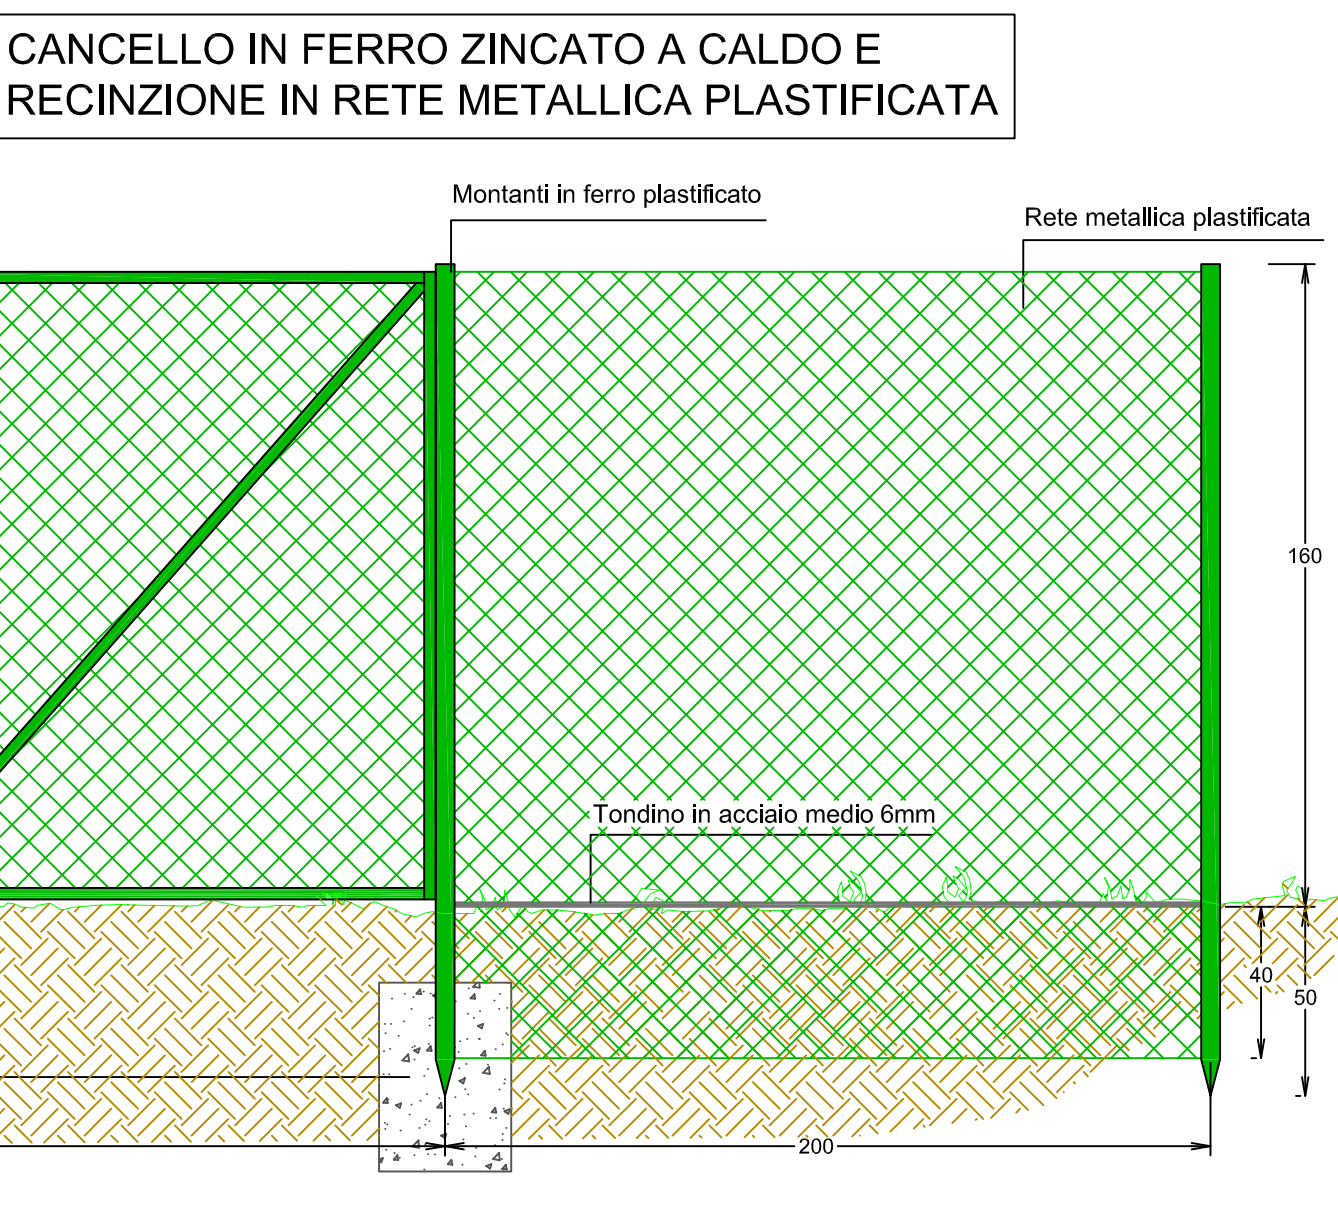 CANCELLO IN FERRO ZINCATO A CALDO E
RECINZIONE IN RETE METALLICA PLASTIFICATA
Montanti in ferro plastificato
Rete metallica plastificata
160
Tondino in acciaio medio 6mm
40
50
200